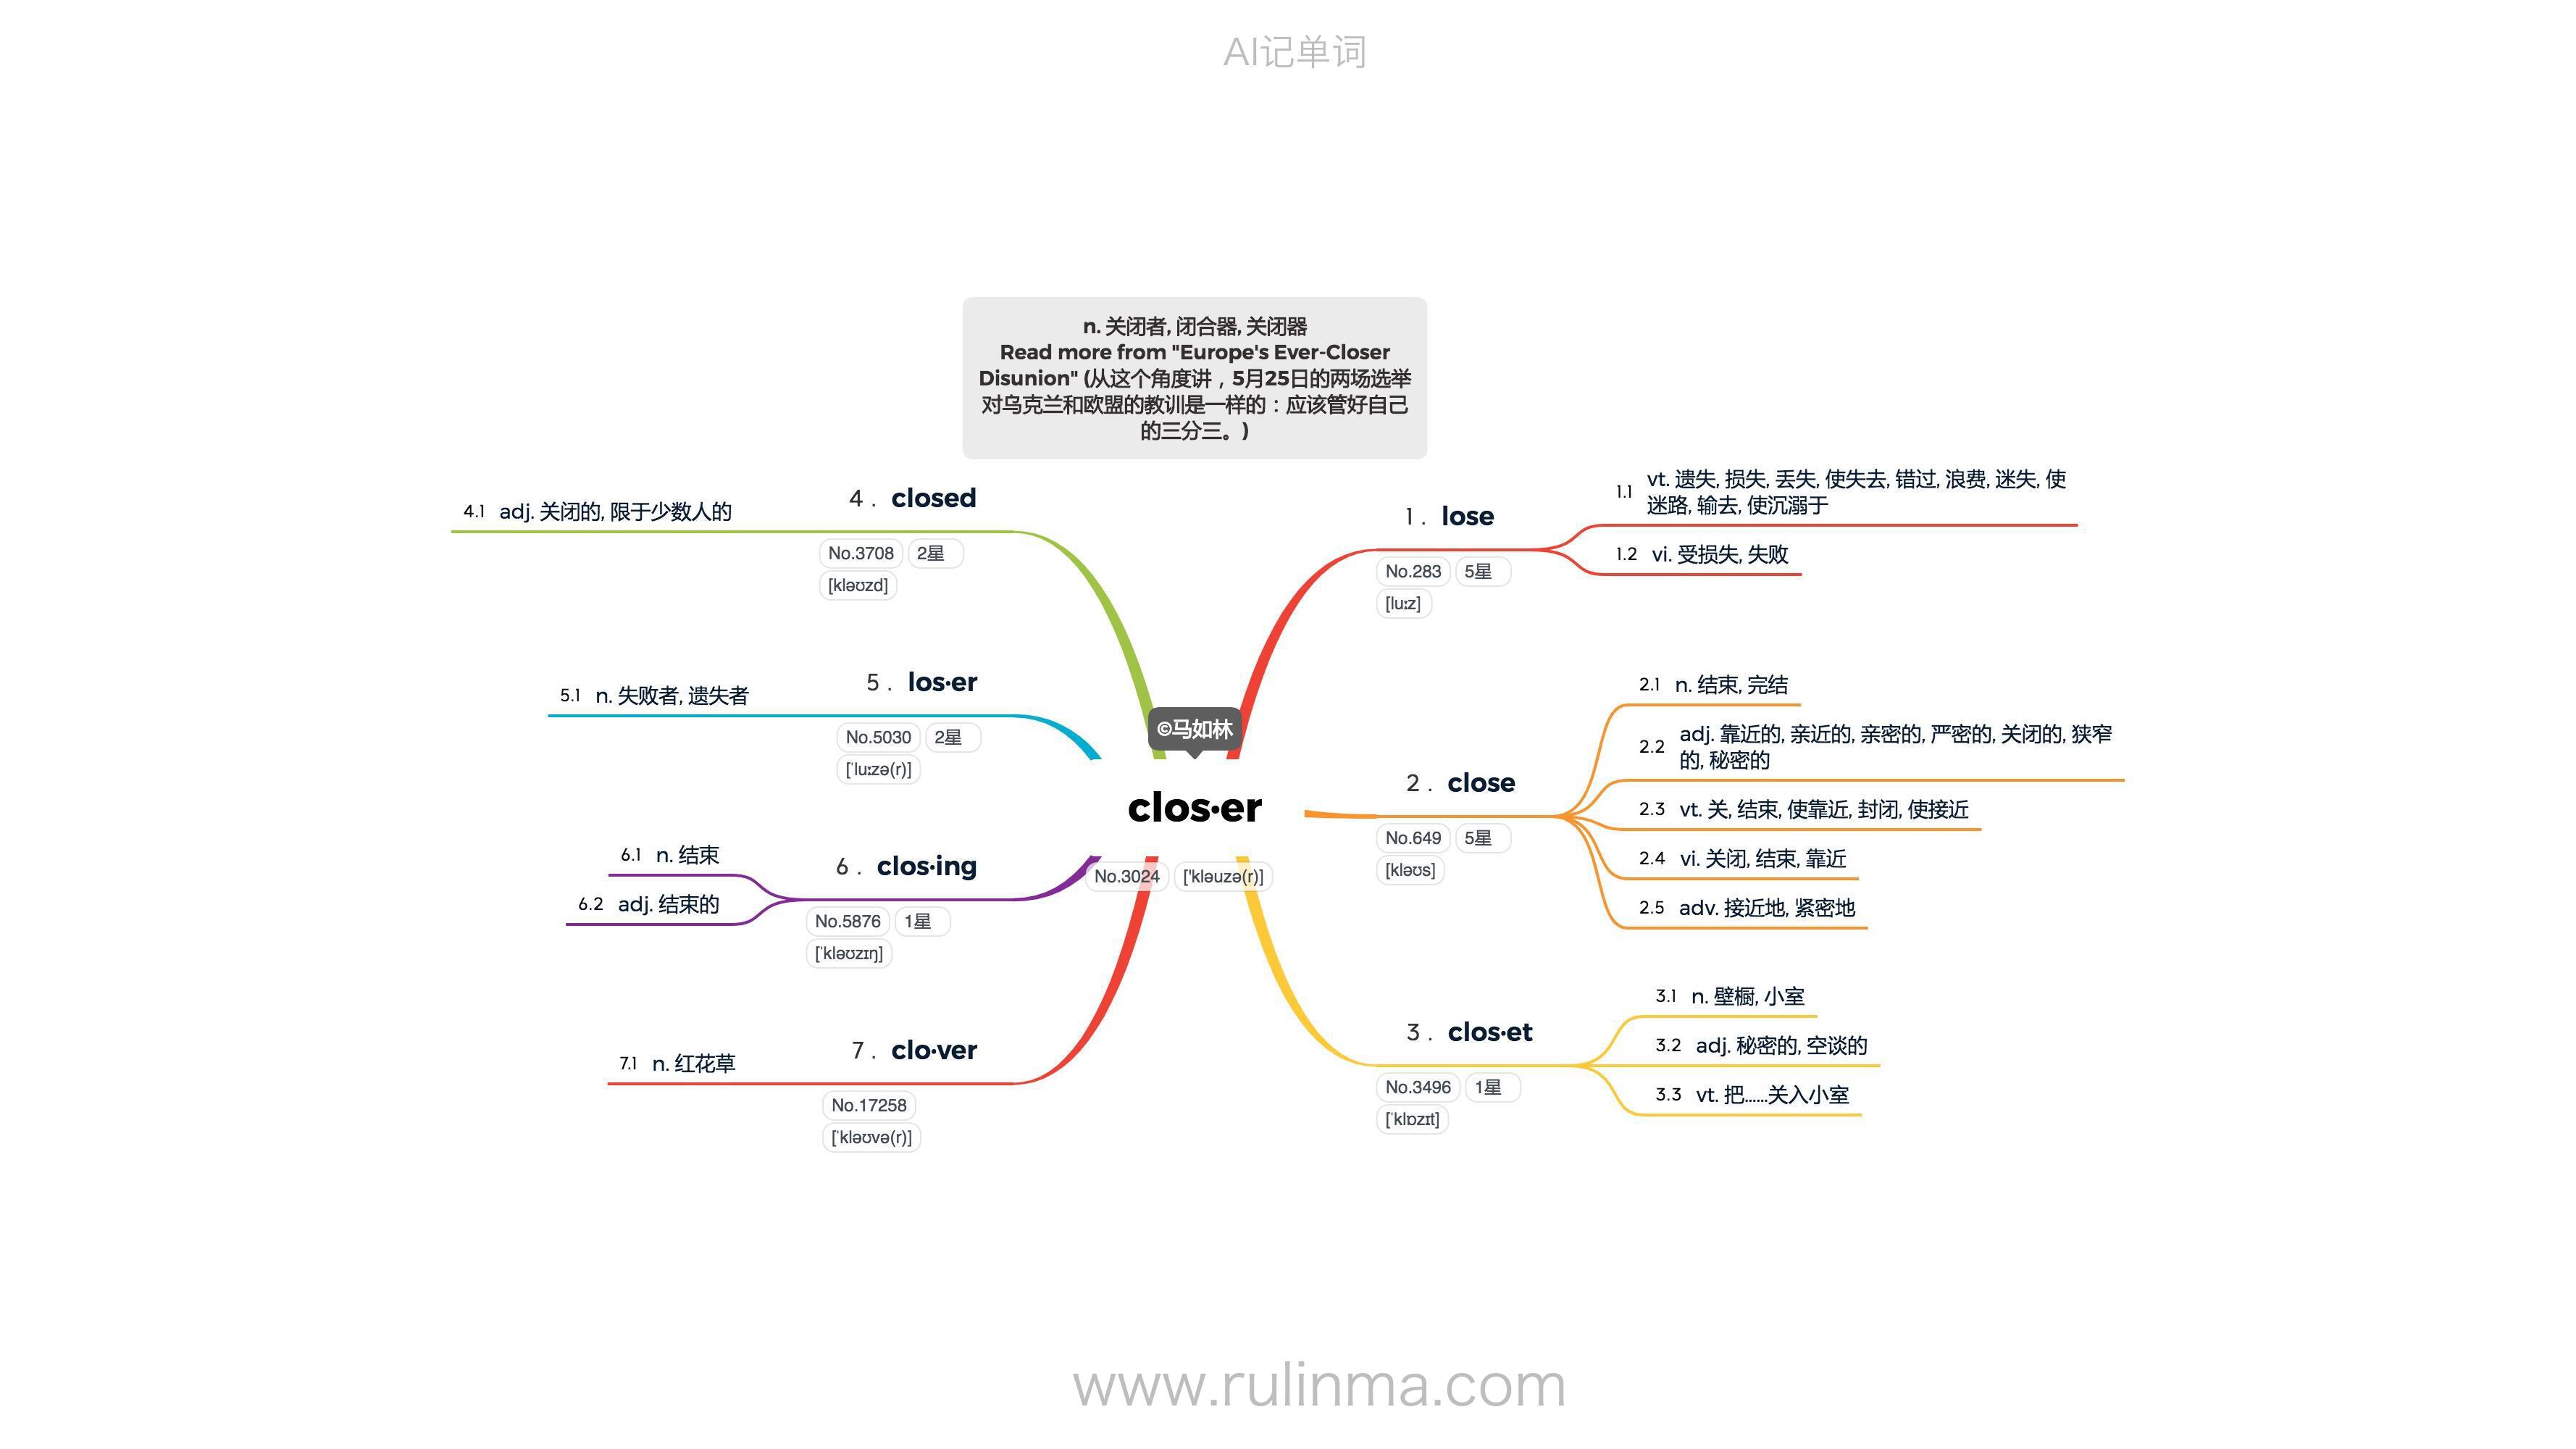 AI记单词
n. 关闭者, 闭合器, 关闭器
Read more from "Europe's Ever-Closer
Disunion" (从这个角度讲，5月25日的两场选举
对乌克兰和欧盟的教训是一样的：应该管好自己
的三分三。)
©马如林
clos·er
No.3024 ['kləuzə(r)]
1 . lose
No.283 5星
[luːz]
1.1 vt. 遗失, 损失, 丢失, 使失去, 错过, 浪费, 迷失, 使
迷路, 输去, 使沉溺于
1.2 vi. 受损失, 失败
2 . close
No.649 5星
[kləʊs]
2.1 n. 结束, 完结
2.2 adj. 靠近的, 亲近的, 亲密的, 严密的, 关闭的, 狭窄
的, 秘密的
2.3 vt. 关, 结束, 使靠近, 封闭, 使接近
2.4 vi. 关闭, 结束, 靠近
2.5 adv. 接近地, 紧密地
3 . clos·et
No.3496 1星
[ˈklɒzɪt]
3.1 n. 壁橱, 小室
3.2 adj. 秘密的, 空谈的
3.3 vt. 把......关入小室
4 . closed
No.3708 2星
[kləʊzd]
4.1 adj. 关闭的, 限于少数人的
5 . los·er
No.5030 2星
[ˈluːzə(r)]
5.1 n. 失败者, 遗失者
6 . clos·ing
No.5876 1星
[ˈkləʊzɪŋ]
6.1 n. 结束
6.2 adj. 结束的
7 . clo·ver
No.17258
[ˈkləʊvə(r)]
7.1 n. 红花草
www.rulinma.com